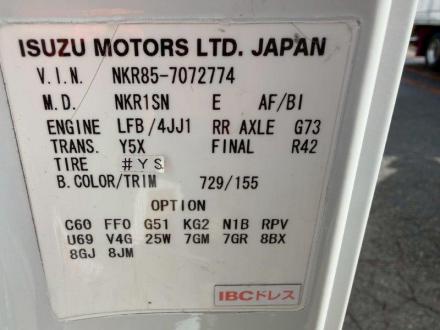 ISUZU MOTORS LTD. JAPAN
V.I.N. NKR85-7072774
M.D. NKR1SN E AF/BI
ENGINE LFB/4JJ1 RR AXLE G73
TRANS. Y5X FINAL R42
TIRE #YS
B.COLOR/TRIM 729/155
OPTION
C60 FF0 G51 KG2 N1B RPV
U69 V4G 25W 7GM 7GR 8BX
8GJ 8JM
IBCドレス